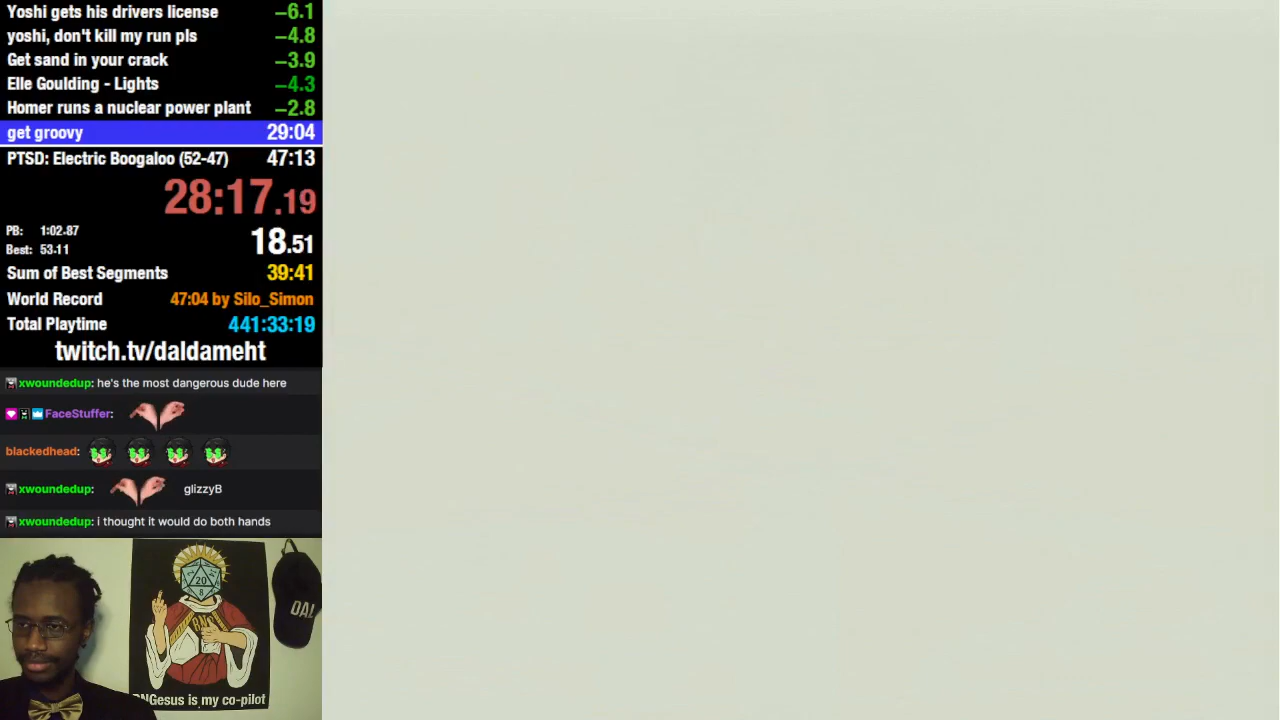 Yoshi gets his drivers license −6.1
yoshi, don't kill my run pls −4.8
Get sand in your crack −3.9
Elle Goulding - Lights −4.3
Homer runs a nuclear power plant −2.8
get groovy 29:04
PTSD: Electric Boogaloo (52-47) 47:13
28:17.19
PB: 1:02.87
Best: 53.11
18.51
Sum of Best Segments 39:41
World Record 47:04 by Silo_Simon
Total Playtime 441:33:19
twitch.tv/daldameht
xwoundedup: he's the most dangerous dude here
FaceStuffer:
blackedhead:
xwoundedup: glizzyB
xwoundedup: i thought it would do both hands
20
8
RNG
DAL
RNGesus is my co-pilot